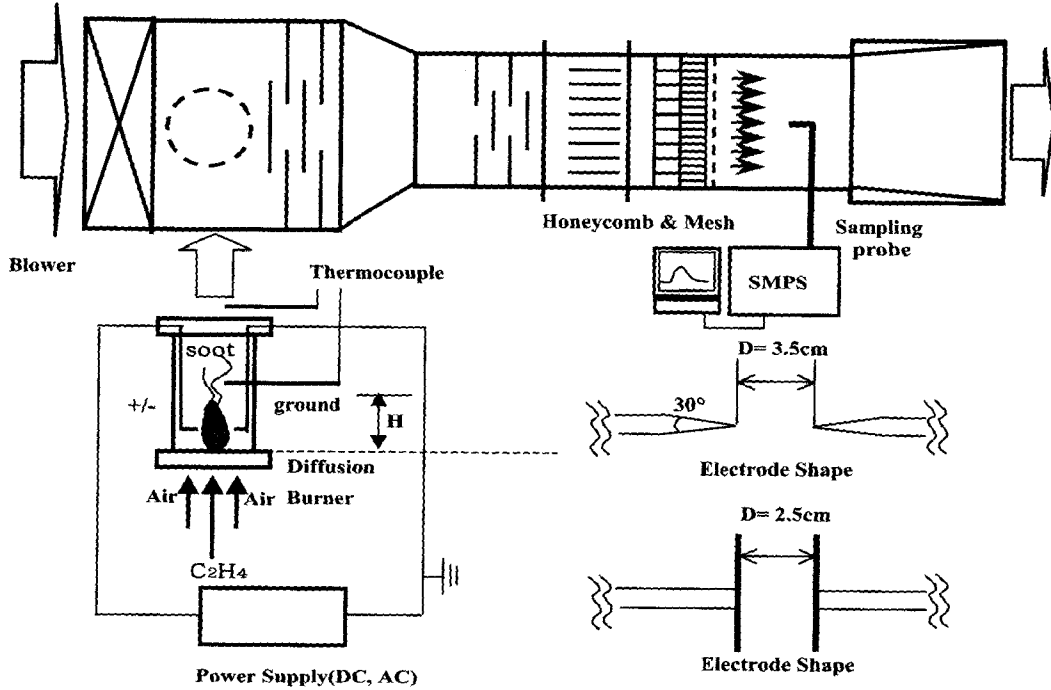 Honeycomb & Mesh
Sampling
probe
Blower
Thermocouple
SMPS
soot
D= 3.5cm
+/-
ground
H
30°
Electrode Shape
Diffusion
Burner
Air
Air
D= 2.5cm
C2H4
Electrode Shape
Power Supply(DC, AC)